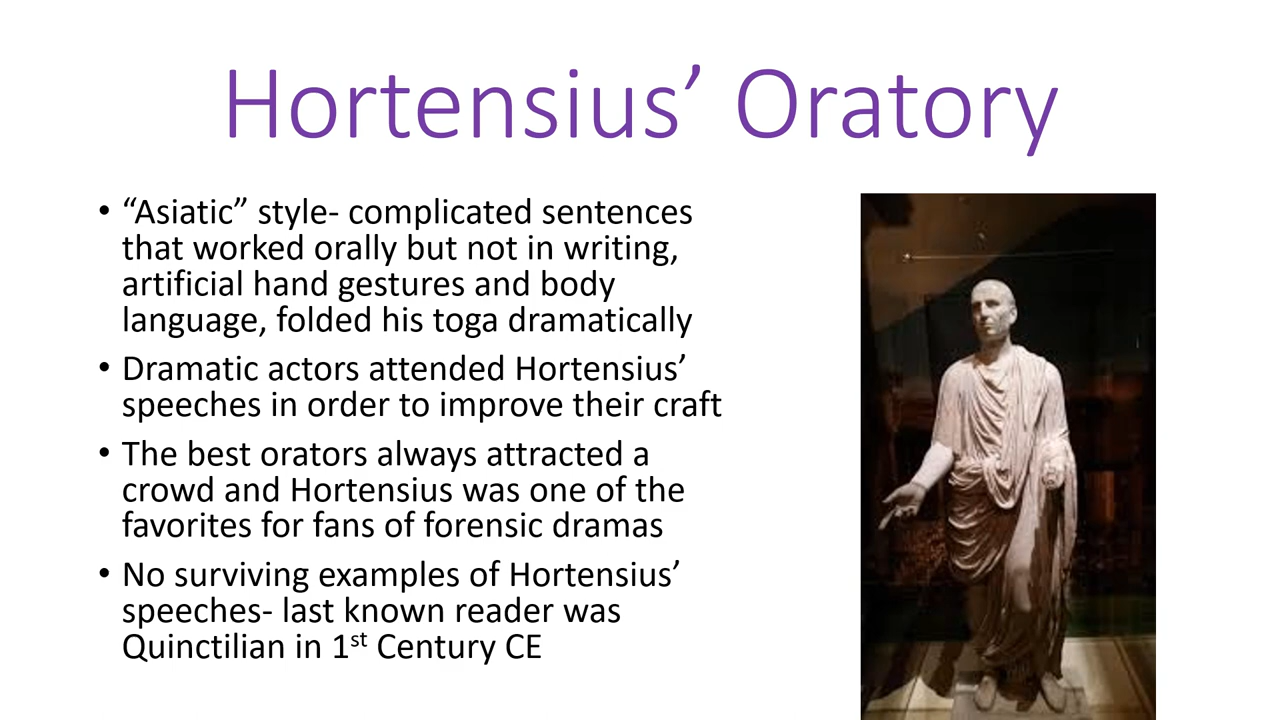 Hortensius’ Oratory
• “Asiatic” style- complicated sentences
that worked orally but not in writing,
artificial hand gestures and body
language, folded his toga dramatically
• Dramatic actors attended Hortensius’
speeches in order to improve their craft
• The best orators always attracted a
crowd and Hortensius was one of the
favorites for fans of forensic dramas
• No surviving examples of Hortensius’
speeches- last known reader was
Quinctilian in 1st Century CE